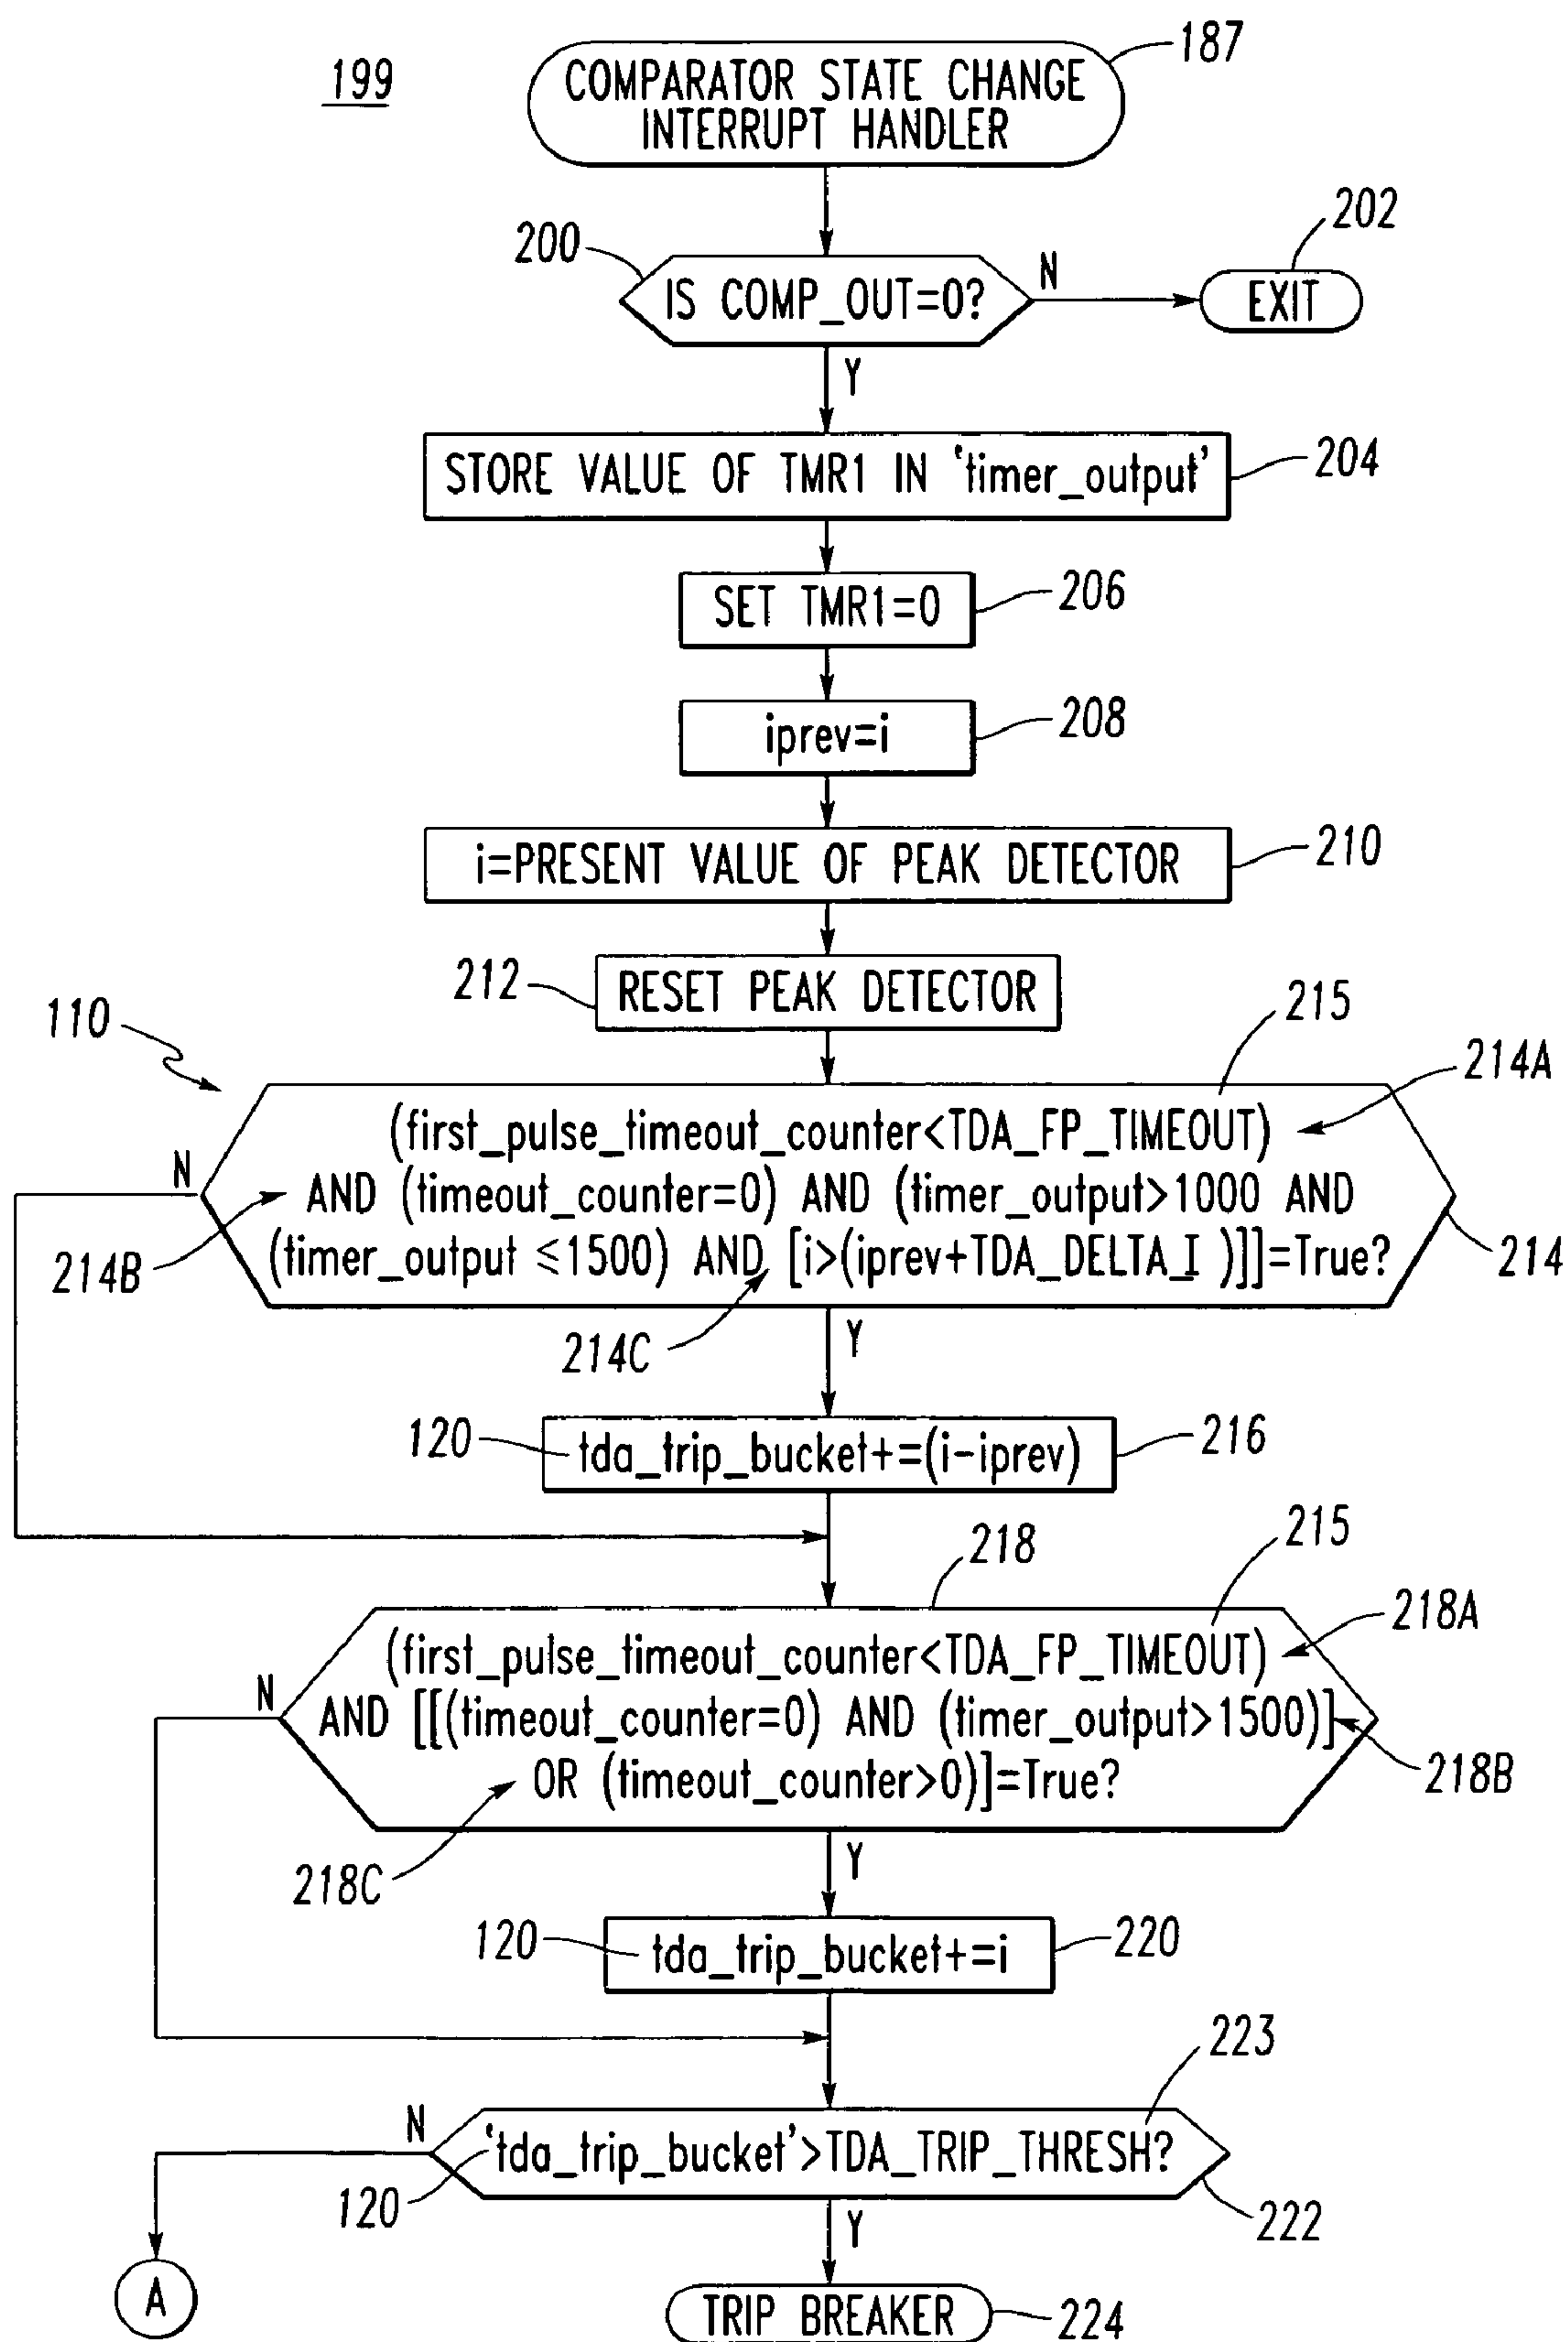 187
199
COMPARATOR STATE CHANGE
INTERRUPT HANDLER
202
200
IS COMP_OUT=0?
N
EXIT
Y
STORE VALUE OF TMR1 IN ‘timer_output’
204
SET TMR1=0
206
iprev=i
208
i=PRESENT VALUE OF PEAK DETECTOR
210
212
RESET PEAK DETECTOR
110
215
214A
(first_pulse_timeout_counter<TDA_FP_TIMEOUT)
N
AND (timeout_counter=0) AND (timer_output>1000 AND
(timer_output ≤1500) AND [i>(iprev+TDA_DELTA_I )]]=True?
214B
214
214C
Y
120
tda_trip_bucket+=(i-iprev)
216
218
215
218A
(first_pulse_timeout_counter<TDA_FP_TIMEOUT)
N
AND [[(timeout_counter=0) AND (timer_output>1500)]
218B
OR (timeout_counter>0)]=True?
218C
Y
120
tda_trip_bucket+=i
220
223
N
‘tda_trip_bucket’>TDA_TRIP_THRESH?
120
222
Y
A
TRIP BREAKER
224